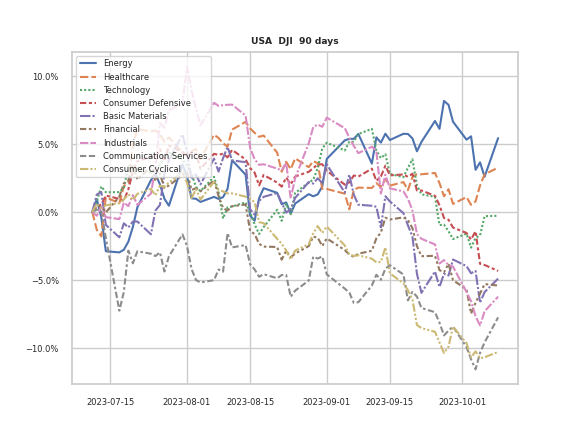 USA  DJI  90 days
Energy
Healthcare
Technology
Consumer Defensive
Basic Materials
Financial
Industrials
Communication Services
Consumer Cyclical
10.0%
5.0%
0.0%
−5.0%
−10.0%
2023-07-15 2023-08-01 2023-08-15 2023-09-01 2023-09-15 2023-10-01